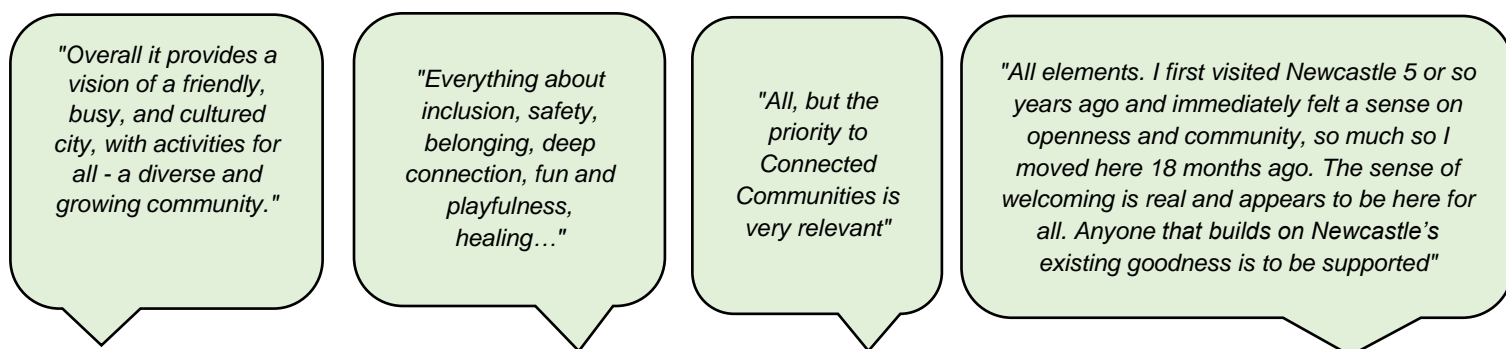 "Overall it provides a
vision of a friendly,
busy, and cultured
city, with activities for
all - a diverse and
growing community."
"Everything about
inclusion, safety,
belonging, deep
connection, fun and
playfulness,
healing…"
"All, but the
priority to
Connected
Communities is
very relevant"
"All elements. I first visited Newcastle 5 or so
years ago and immediately felt a sense on
openness and community, so much so I
moved here 18 months ago. The sense of
welcoming is real and appears to be here for
all. Anyone that builds on Newcastle’s
existing goodness is to be supported"